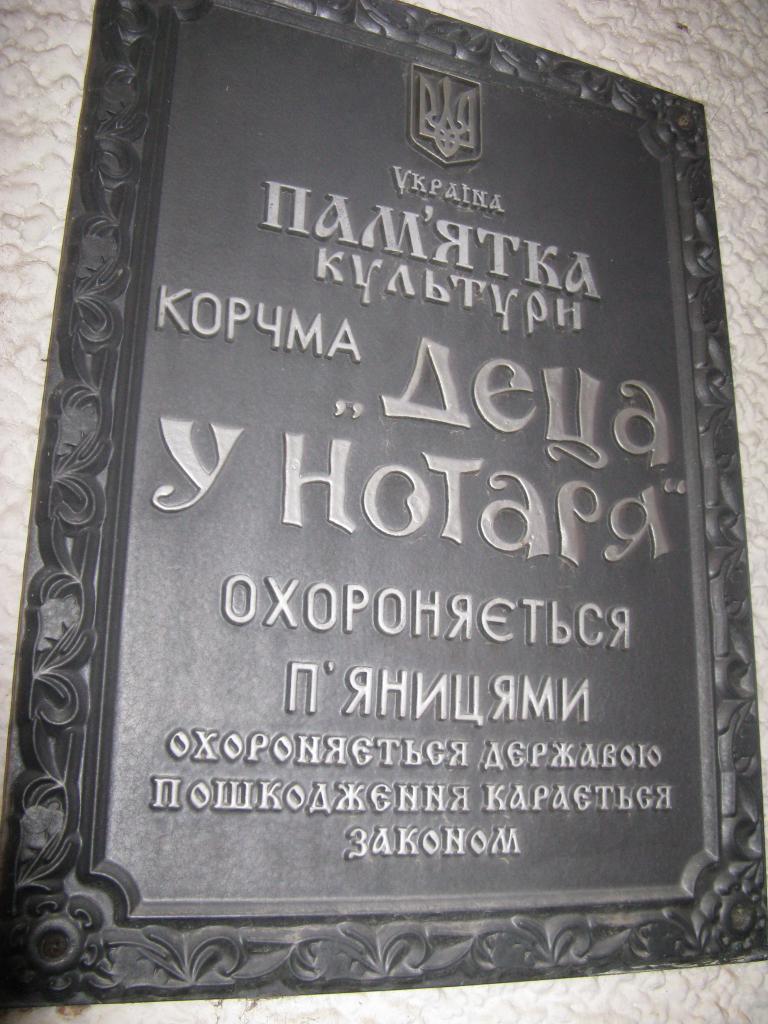 Україна
ПАМ'ЯТКА
культури
КОРЧМА „Деца
у Нотаря"
ОХОРОНЯЄТЬСЯ
П'ЯНИЦЯМИ
ОХОРОНЯЄТЬСЯ ДЕРЖАВОЮ
ПОШКОДЖЕННЯ КАРАЄТЬСЯ
ЗАКОНОМ